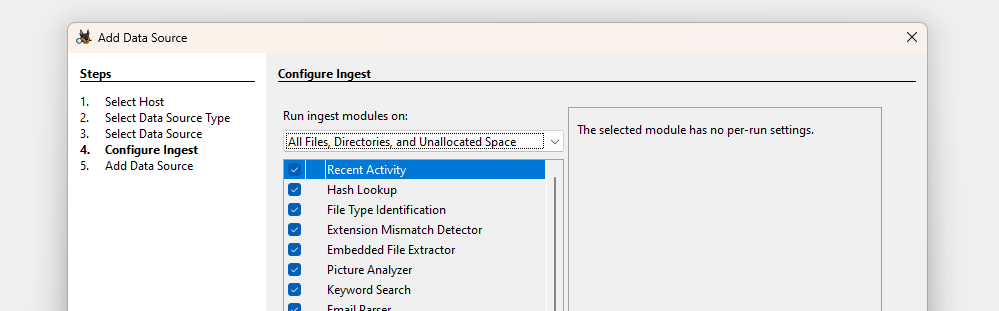 Add Data Source
Steps
1. Select Host
2. Select Data Source Type
3. Select Data Source
4. Configure Ingest
5. Add Data Source
Configure Ingest
Run ingest modules on:
All Files, Directories, and Unallocated Space
Recent Activity
Hash Lookup
File Type Identification
Extension Mismatch Detector
Embedded File Extractor
Picture Analyzer
Keyword Search
Email Parser
The selected module has no per-run settings.